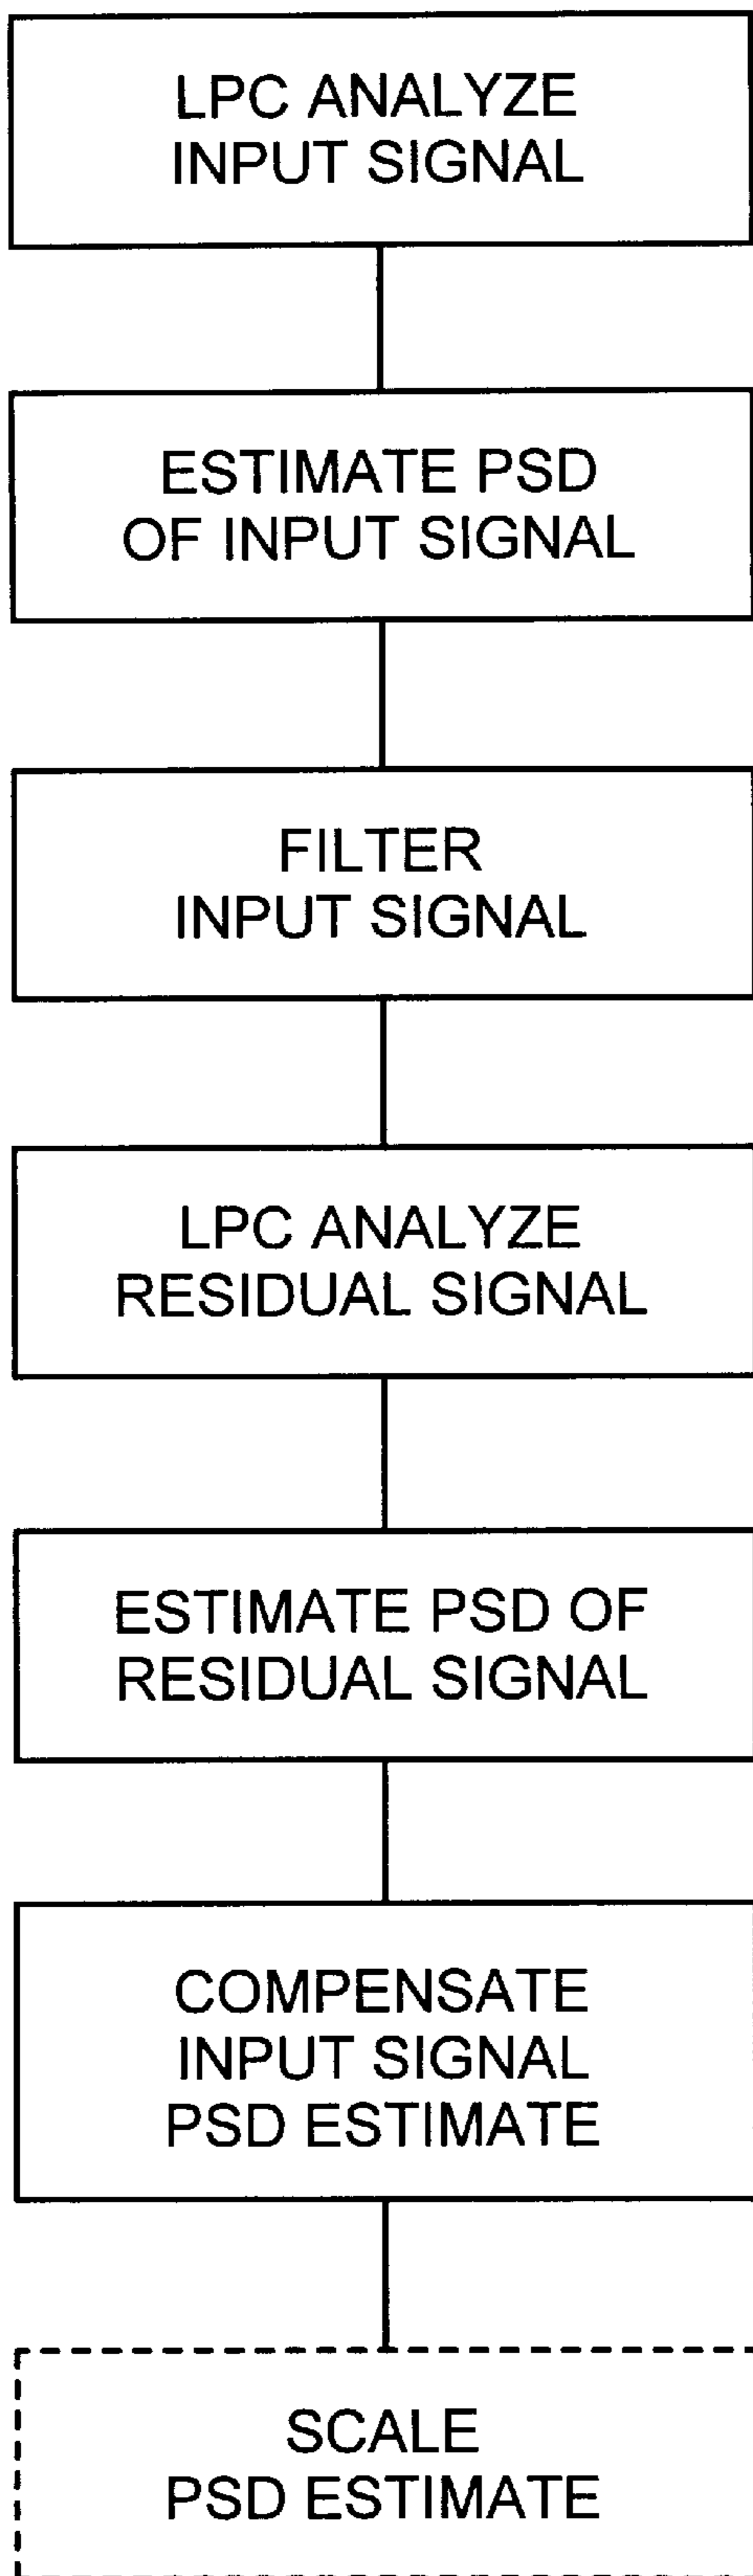 LPC ANALYZE
INPUT SIGNAL
ESTIMATE PSD
OF INPUT SIGNAL
FILTER
INPUT SIGNAL
LPC ANALYZE
RESIDUAL SIGNAL
ESTIMATE PSD OF
RESIDUAL SIGNAL
COMPENSATE
INPUT SIGNAL
PSD ESTIMATE
SCALE
PSD ESTIMATE